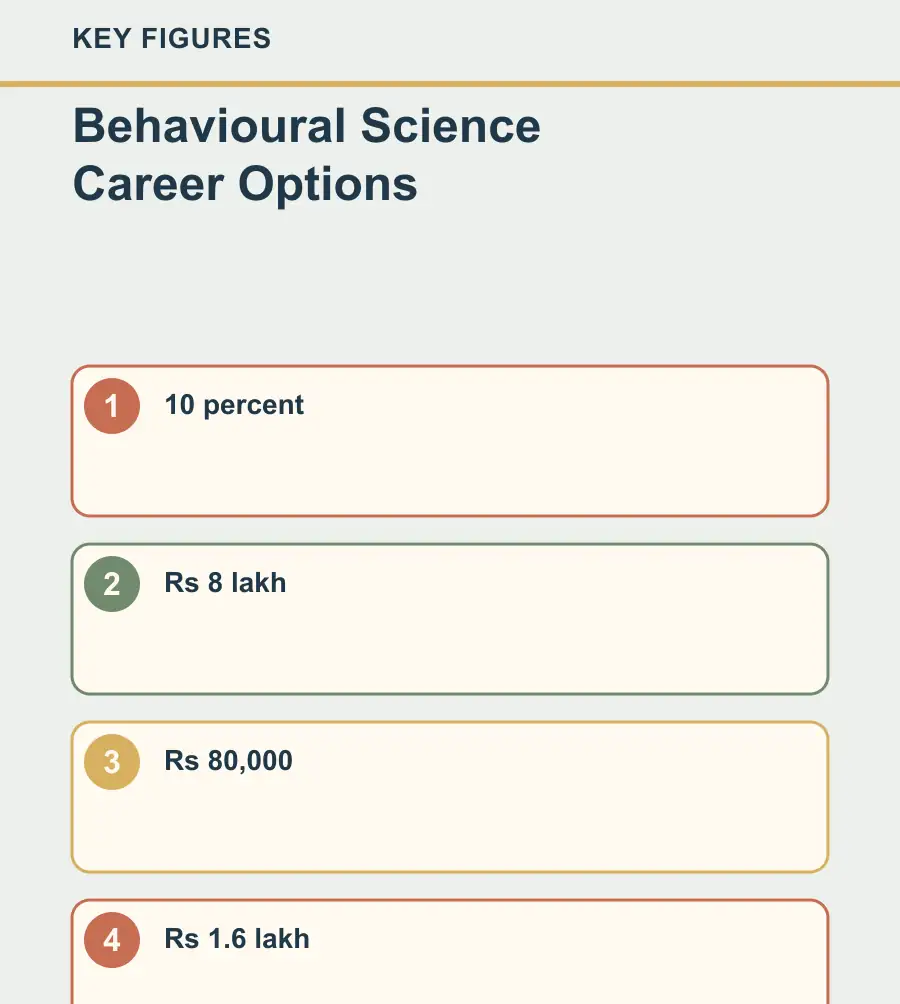 KEY FIGURES
Behavioural Science
Career Options
1
10 percent
2
Rs 8 lakh
3
Rs 80,000
4
Rs 1.6 lakh